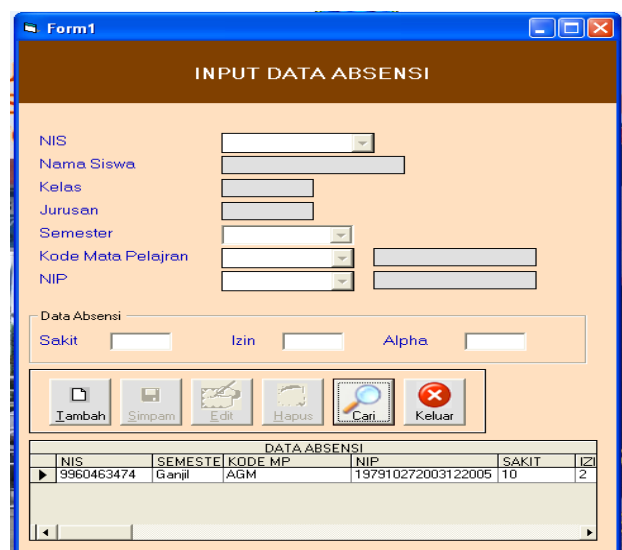 Form1
INPUT DATA ABSENSI
NIS
Nama Siswa
Kelas
Jurusan
Semester
Kode Mata Pelajran
NIP
Data Absensi
Sakit Izin Alpha
Tambah Simpam Edit Hapus Cari Keluar
DATA ABSENSI
NIS SEMESTE KODE MP NIP SAKIT IZI
9960463474 Ganjil AGM 197910272003122005 10 2